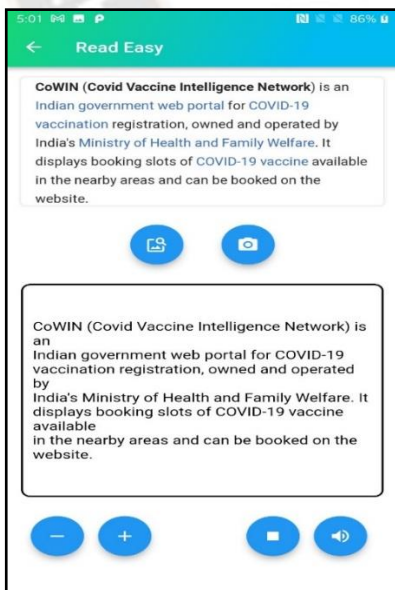 5:01 P N 86%
Read Easy
CoWIN (Covid Vaccine Intelligence Network) is an
Indian government web portal for COVID-19
vaccination registration, owned and operated by
India's Ministry of Health and Family Welfare. It
displays booking slots of COVID-19 vaccine available
in the nearby areas and can be booked on the
website.
CoWIN (Covid Vaccine Intelligence Network) is
an
Indian government web portal for COVID-19
vaccination registration, owned and operated
by
India's Ministry of Health and Family Welfare. It
displays booking slots of COVID-19 vaccine
available
in the nearby areas and can be booked on the
website.